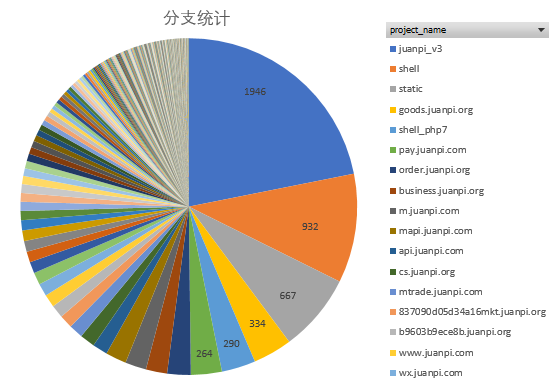 分支统计
project_name
1946
932
667
334
290
264
juanpi_v3
shell
static
goods.juanpi.org
shell_php7
pay.juanpi.com
order.juanpi.org
business.juanpi.org
m.juanpi.com
mapi.juanpi.com
api.juanpi.com
cs.juanpi.org
mtrade.juanpi.com
837090d05d34a16mkt.juanpi.org
b9603b9ece8b.juanpi.org
www.juanpi.com
wx.juanpi.com